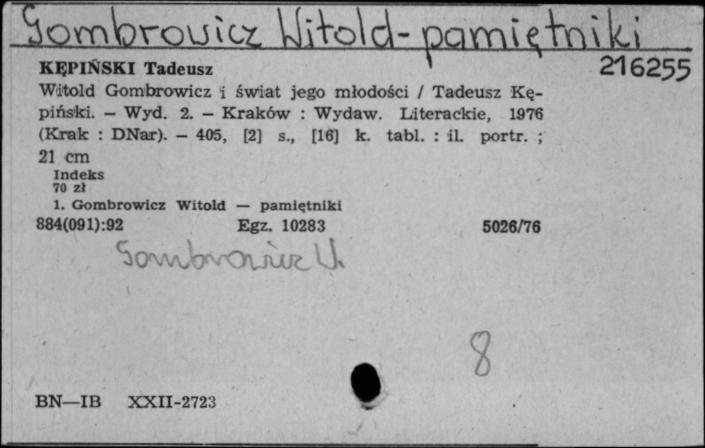 Gombrowicz Witold - pamiętniki
KĘPIŃSKI Tadeusz 216255
Witold Gombrowicz i świat jego młodości / Tadeusz Kę-
piński. — Wyd. 2. — Kraków : Wydaw. Literackie, 1976
(Krak : DNar). — 405, [2] s., [16] k. tabl. : il. portr. ;
21 cm
Indeks
70 zł
1. Gombrowicz Witold — pamiętniki
884(091):92 Egz. 10283 5026/76
Gombrowicz W.
8
BN—IB XXII-2723